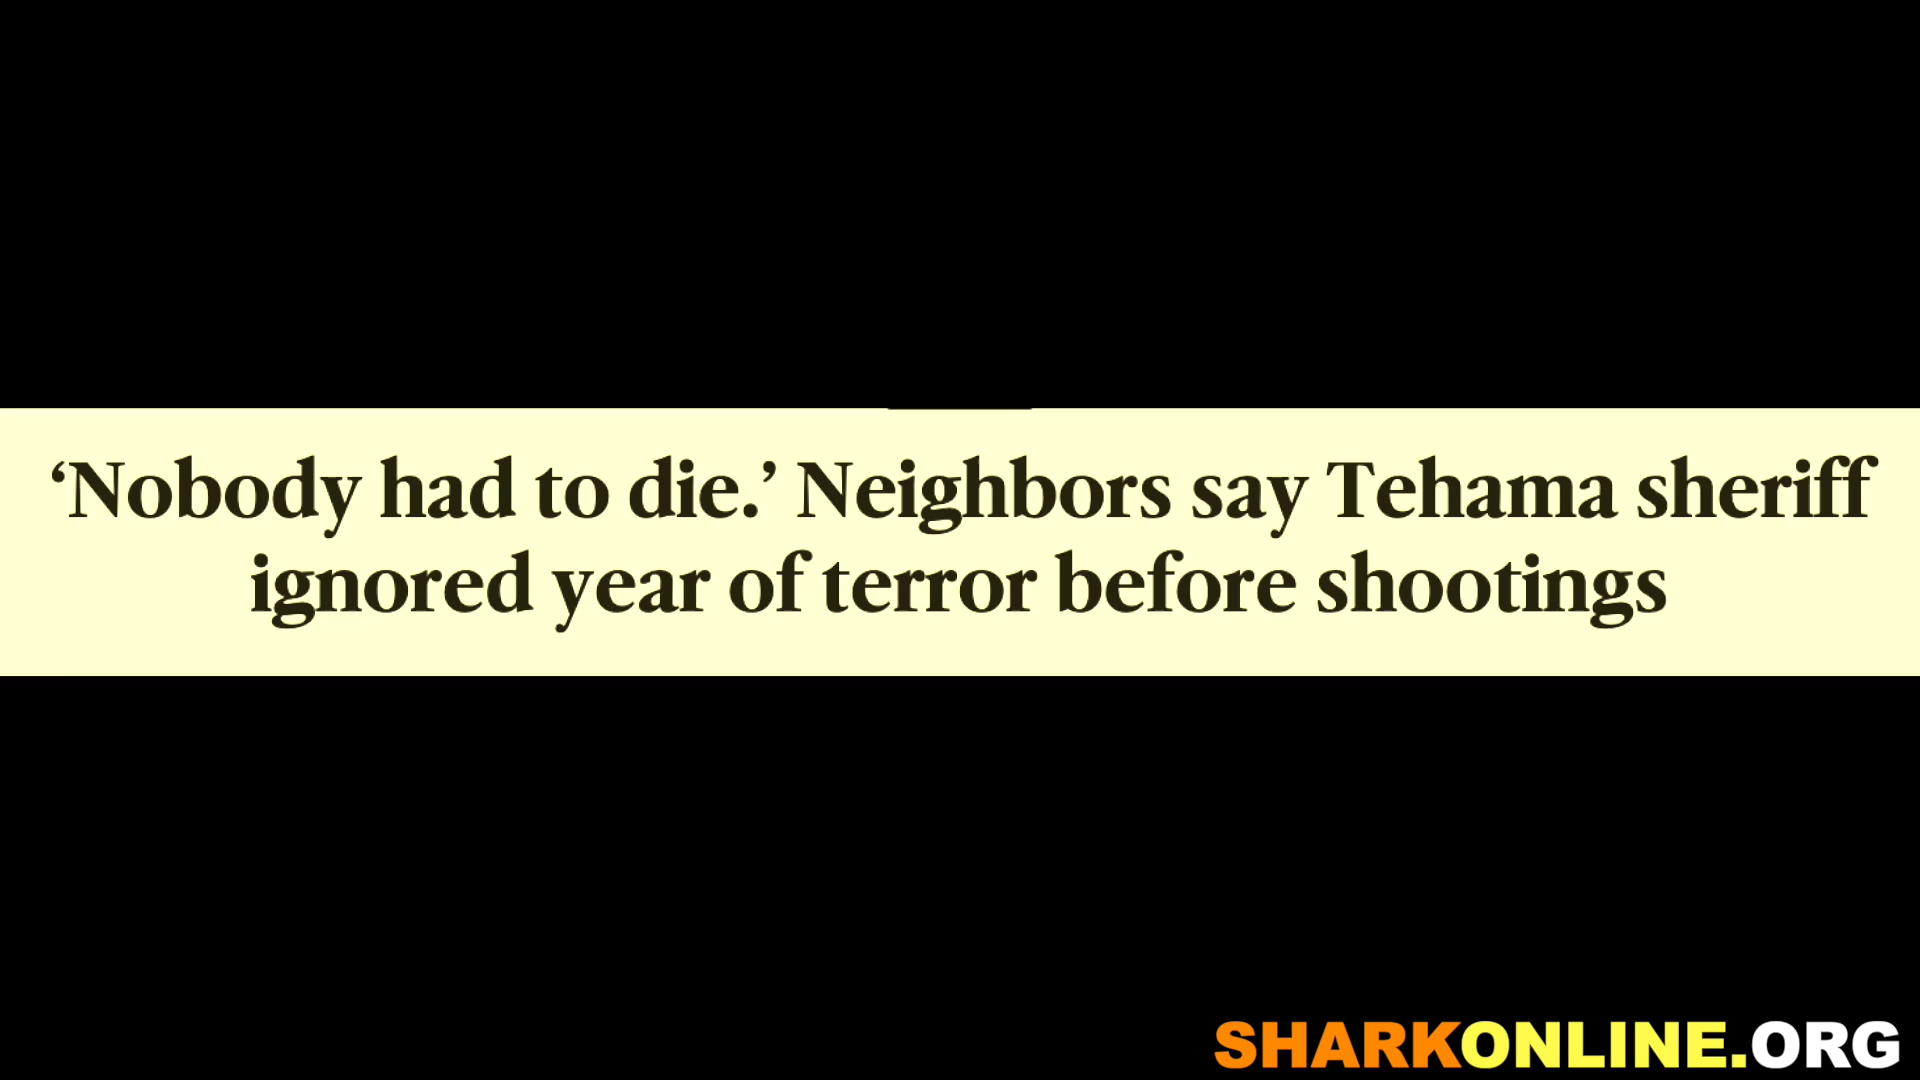 ‘Nobody had to die.’ Neighbors say Tehama sheriff
ignored year of terror before shootings
SHARKONLINE.ORG